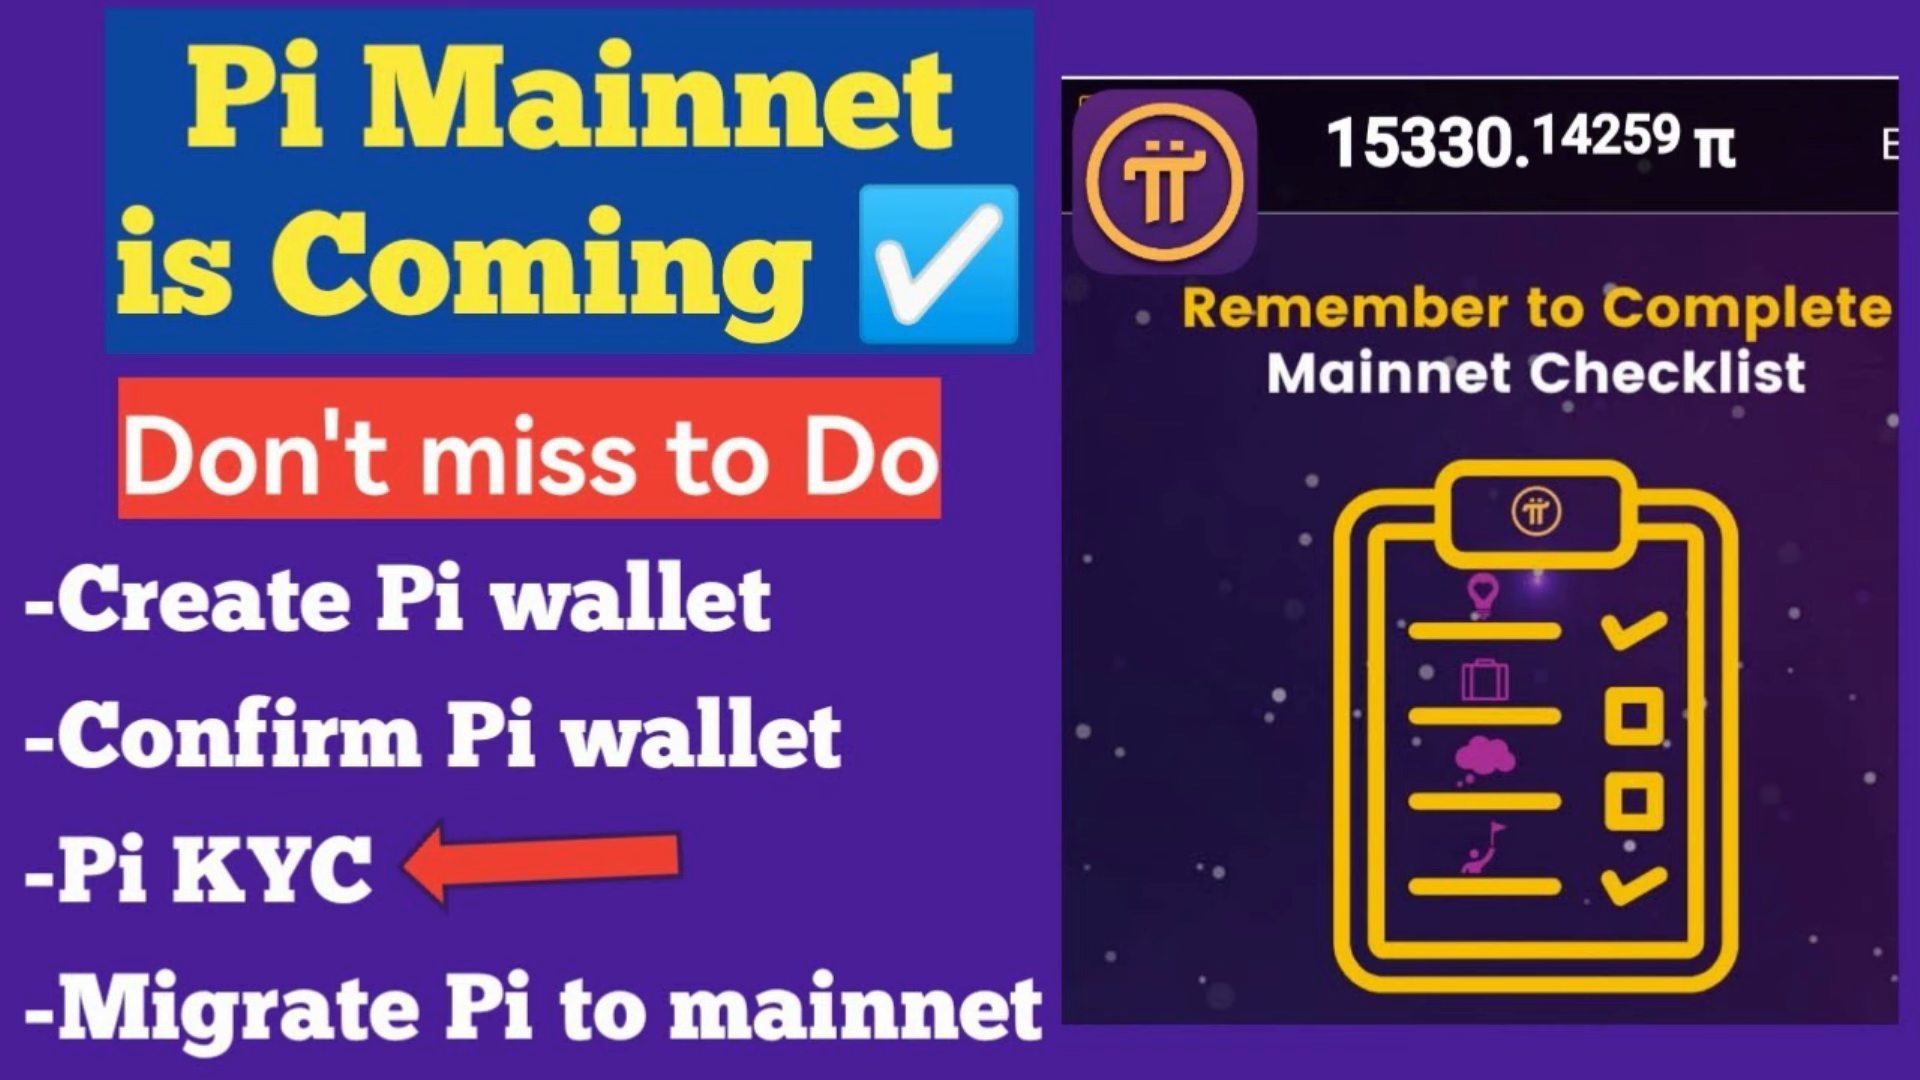 Pi Mainnet
is Coming ✅
Don't miss to Do
-Create Pi wallet
-Confirm Pi wallet
-Pi KYC
-Migrate Pi to mainnet
15330.14259 π
Remember to Complete
Mainnet Checklist